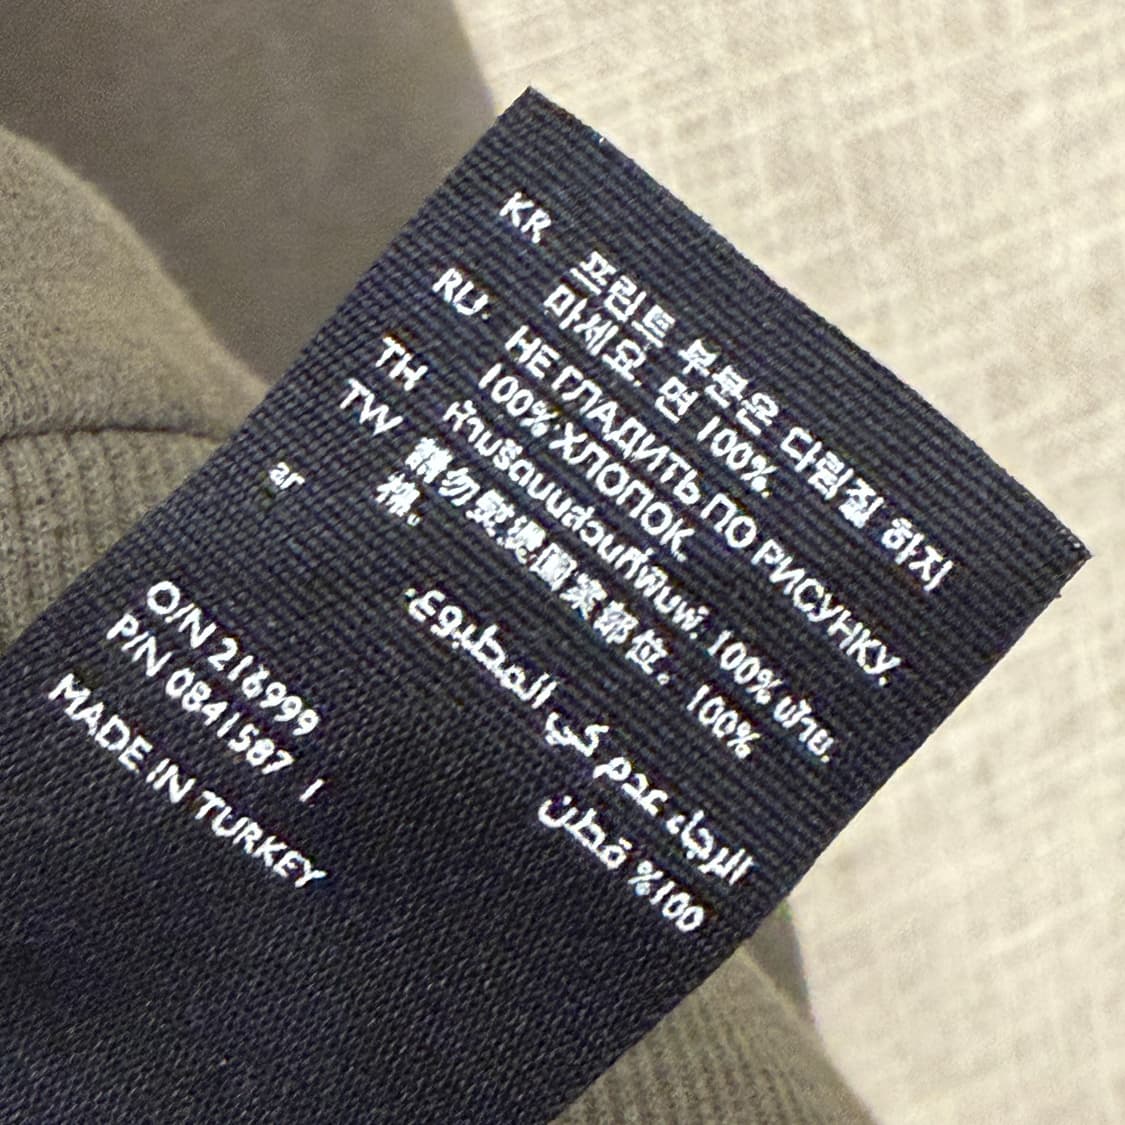 KR 프린트 부분은 다림질 하지
마세요. 면 100%.
RU. НЕ ГЛАДИТЬ ПО РИСУНКУ.
100% ХЛОПОК.
TH ห้ามรีดบนส่วนที่พิมพ์. 100% ฝ้าย.
TW 請勿熨燙圖案部位。100%
棉。
ar الرجاء عدم كي المطبوع.
100% قطن
O/N 216999
P/N 0841587 1
MADE IN TURKEY